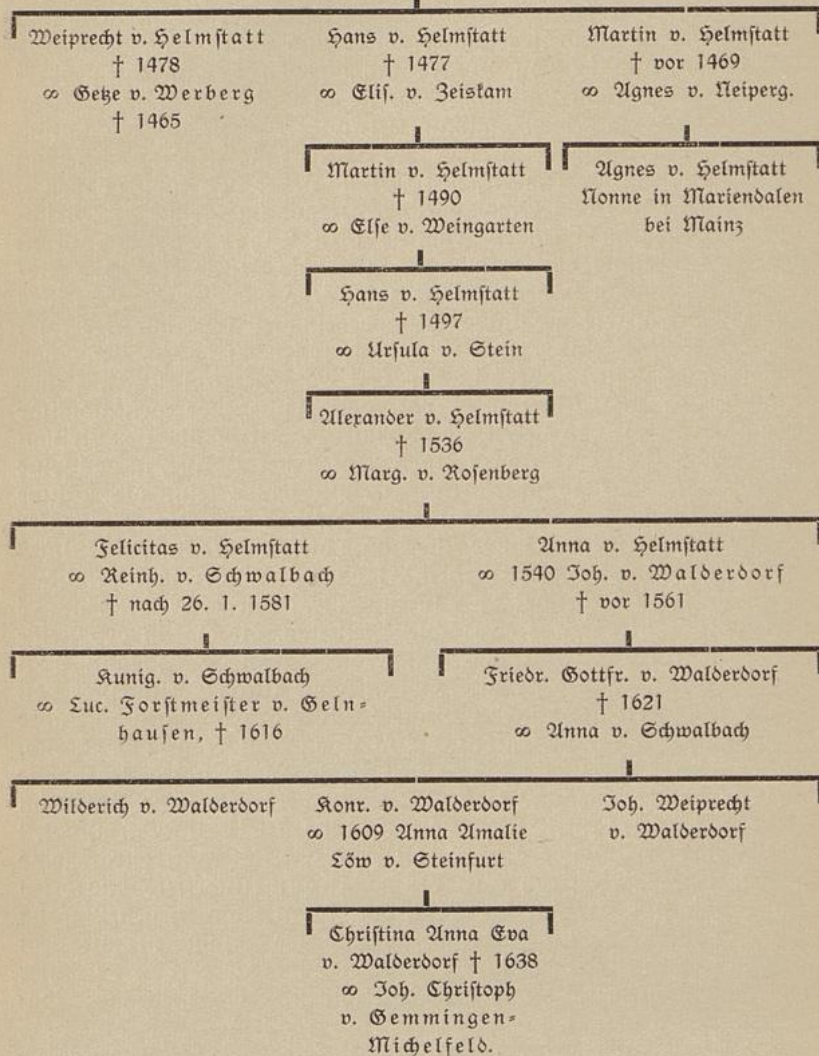 Weiprecht v. Helmstatt
† 1478
∞ Getze v. Werberg
† 1465
Hans v. Helmstatt
† 1477
∞ Elis. v. Zeiskam
Martin v. Helmstatt
† vor 1469
∞ Agnes v. Neiperg.
Martin v. Helmstatt
† 1490
∞ Else v. Weingarten
Agnes v. Helmstatt
Nonne in Mariendalen
bei Mainz
Hans v. Helmstatt
† 1497
∞ Ursula v. Stein
Alexander v. Helmstatt
† 1536
∞ Marg. v. Rosenberg
Felicitas v. Helmstatt
∞ Reinh. v. Schwalbach
† nach 26. 1. 1581
Anna v. Helmstatt
∞ 1540 Joh. v. Walderdorf
† vor 1561
Kunig. v. Schwalbach
∞ Luc. Forstmeister v. Geln-
hausen, † 1616
Friedr. Gottfr. v. Walderdorf
† 1621
∞ Anna v. Schwalbach
Wilderich v. Walderdorf
Konr. v. Walderdorf
∞ 1609 Anna Amalie
Löw v. Steinfurt
Joh. Weiprecht
v. Walderdorf
Christina Anna Eva
v. Walderdorf † 1638
∞ Joh. Christoph
v. Gemmingen-
Michelfeld.